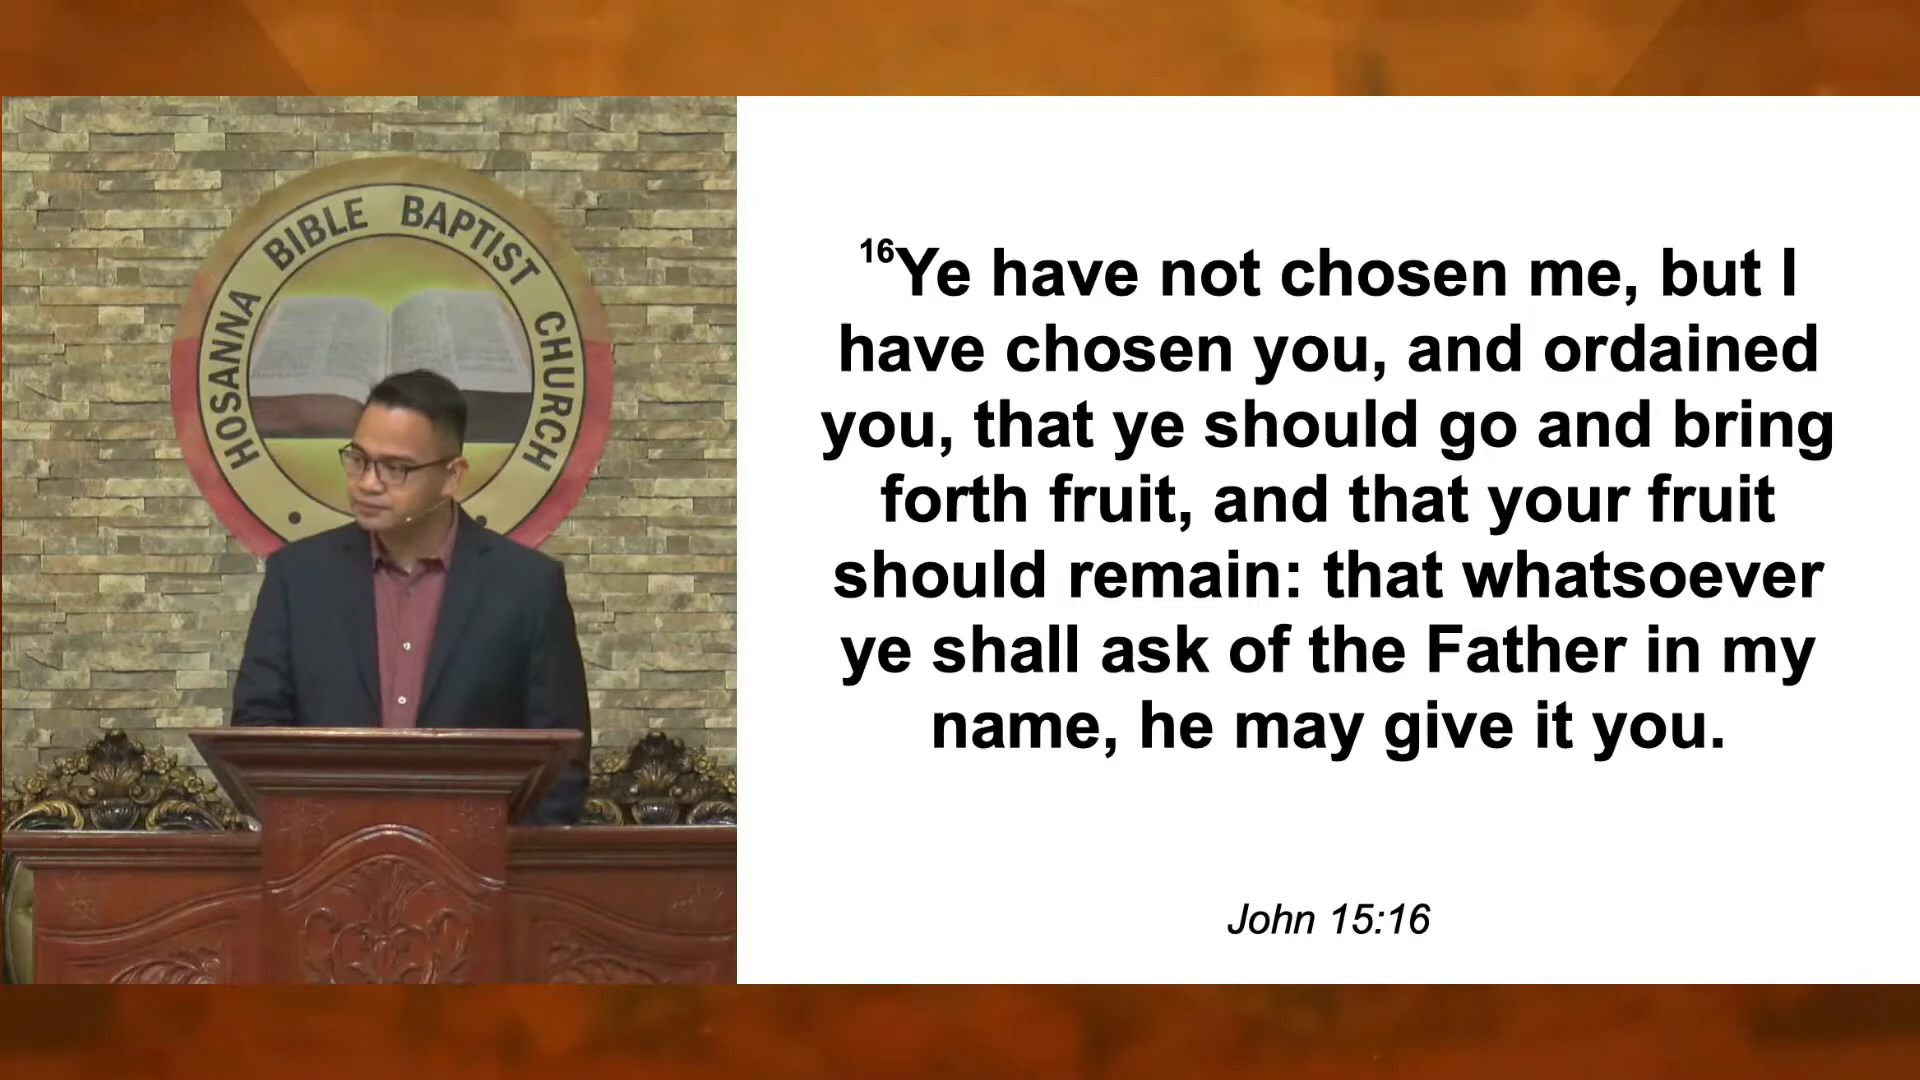 HOSANNA BIBLE BAPTIST CHURCH
16Ye have not chosen me, but I
have chosen you, and ordained
you, that ye should go and bring
forth fruit, and that your fruit
should remain: that whatsoever
ye shall ask of the Father in my
name, he may give it you.
John 15:16